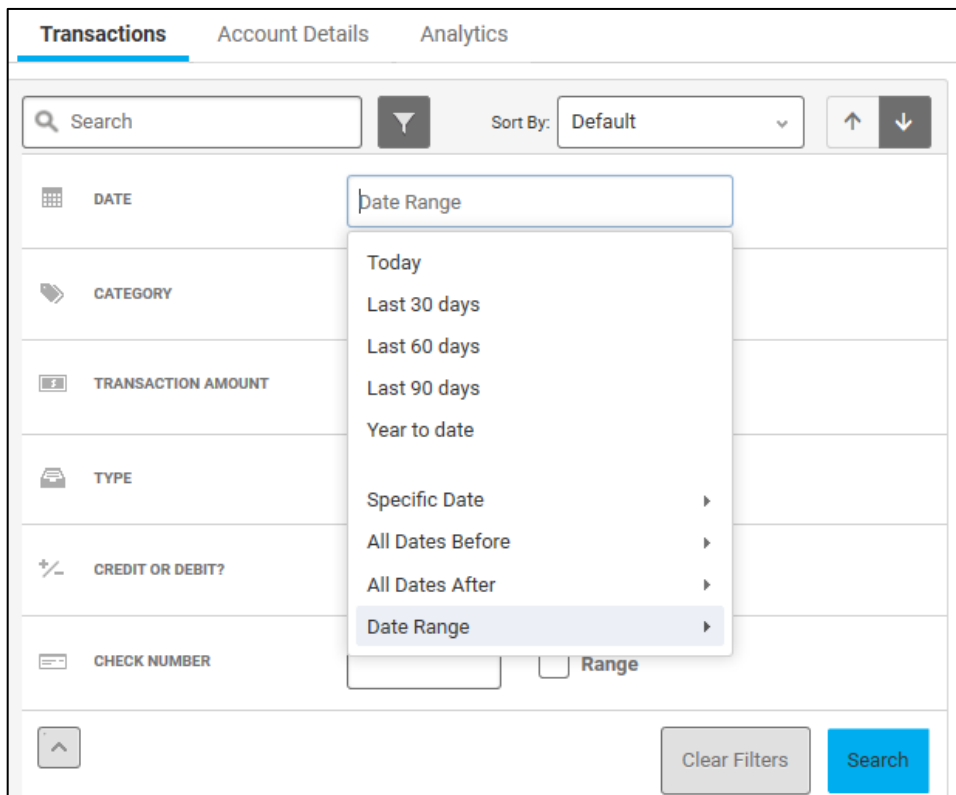 Transactions Account Details Analytics
Search Sort By: Default
DATE Date Range
Today
CATEGORY
Last 30 days
Last 60 days
TRANSACTION AMOUNT
Last 90 days
Year to date
TYPE
Specific Date
All Dates Before
CREDIT OR DEBIT?
All Dates After
Date Range
CHECK NUMBER Range
Clear Filters Search